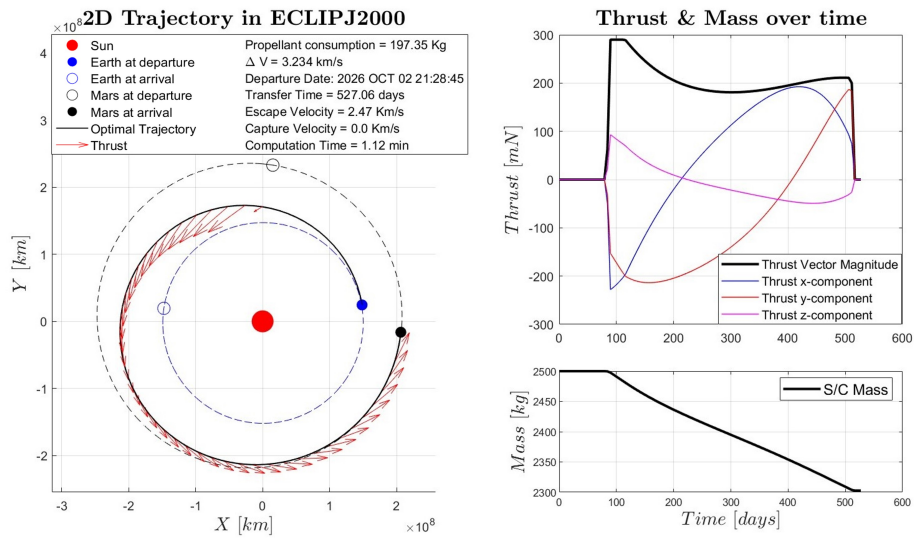 2D Trajectory in ECLIPJ2000
×10⁸
4
3
2
1
0
-1
-2
-3
-2
-1
0
1
2
×10⁸
Y [km]
X [km]
Sun
Earth at departure
Earth at arrival
Mars at departure
Mars at arrival
Optimal Trajectory
Thrust
Propellant consumption = 197.35 Kg
Δ V = 3.234 km/s
Departure Date: 2026 OCT 02 21:28:45
Transfer Time = 527.06 days
Escape Velocity = 2.47 Km/s
Capture Velocity = 0.0 Km/s
Computation Time = 1.12 min
Thrust & Mass over time
300
200
100
0
-100
-200
-300
0
100
200
300
400
500
600
Thrust [mN]
Thrust Vector Magnitude
Thrust x-component
Thrust y-component
Thrust z-component
2500
2450
2400
2350
2300
0
100
200
300
400
500
600
Mass [kg]
S/C Mass
Time [days]